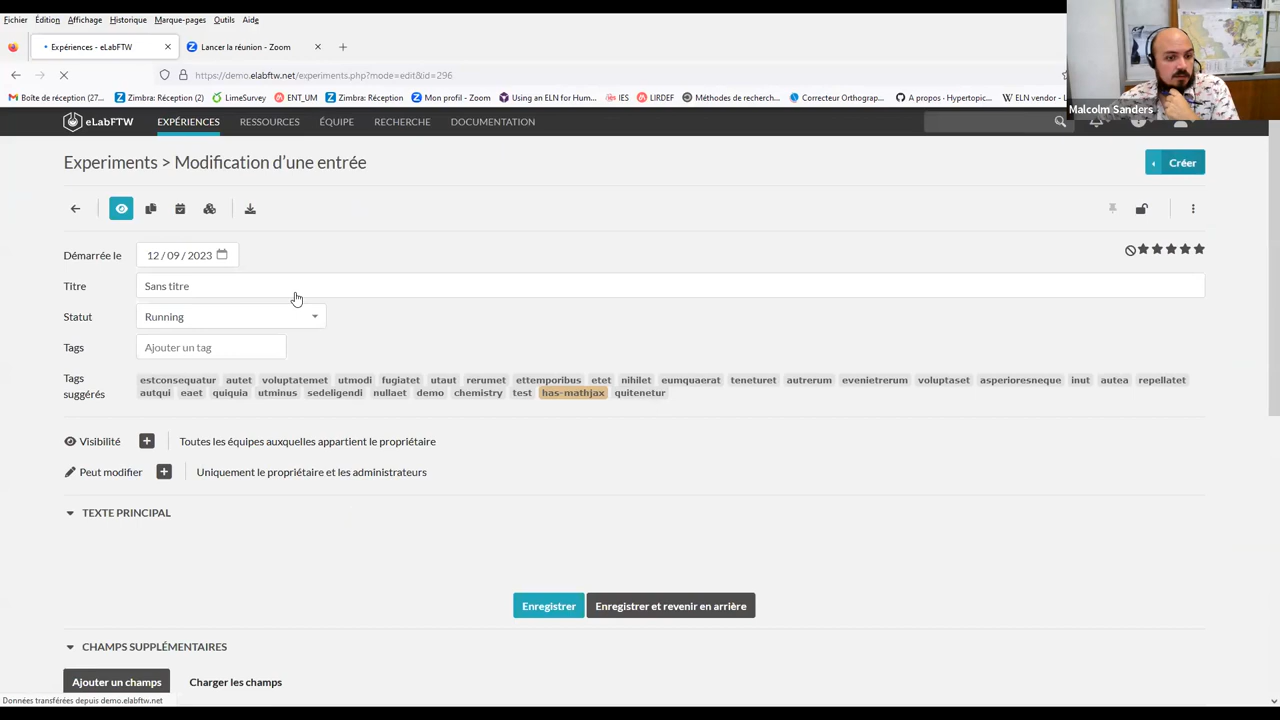 Fichier Édition Affichage Historique Marque-pages Outils Aide
Expériences - eLabFTW
Lancer la réunion - Zoom
https://demo.elabftw.net/experiments.php?mode=edit&id=296
Boîte de réception (27... Zimbra: Réception (2) LimeSurvey ENT_UM Zimbra: Réception Mon profil - Zoom Using an ELN for Hum... IES LIRDEF Méthodes de recherch... Correcteur Orthograp... A propos · Hypertopic... ELN vendor -
Malcolm Sanders
eLabFTW EXPÉRIENCES RESSOURCES ÉQUIPE RECHERCHE DOCUMENTATION
Experiments > Modification d’une entrée
Créer
Démarrée le 12 / 09 / 2023
Titre Sans titre
Statut Running
Tags Ajouter un tag
Tags suggérés
estconsequatur autet voluptatemet utmodi fugiatet utaut rerumet ettemporibus etet nihilet eumquaerat teneturet autrerum evenietrerum voluptaset asperioresneque inut autea repellatet
autqui eaet quiquia utminus sedeligendi nullaet demo chemistry test has-mathjax quitenetur
Visibilité Toutes les équipes auxquelles appartient le propriétaire
Peut modifier Uniquement le propriétaire et les administrateurs
TEXTE PRINCIPAL
Enregistrer Enregistrer et revenir en arrière
CHAMPS SUPPLÉMENTAIRES
Ajouter un champs Charger les champs
Données transférées depuis demo.elabftw.net